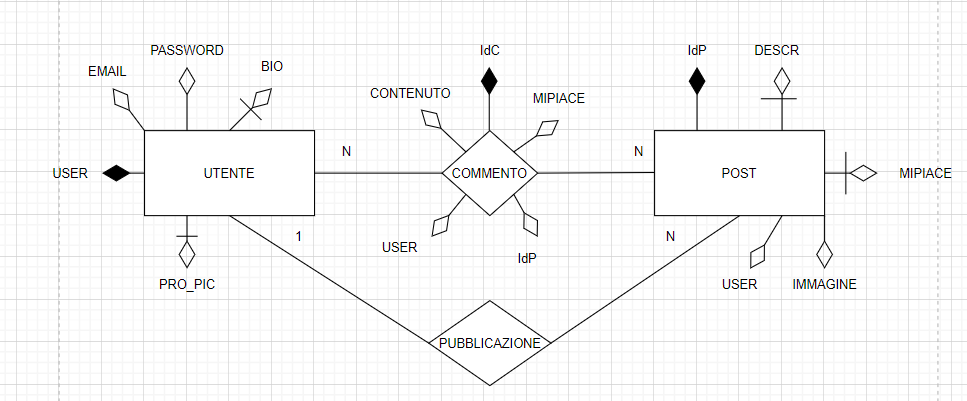 PASSWORD
IdC
IdP
DESCR
EMAIL
BIO
CONTENUTO
MIPIACE
N
N
USER
UTENTE
COMMENTO
POST
MIPIACE
1
USER
N
IdP
PRO_PIC
USER
IMMAGINE
PUBBLICAZIONE